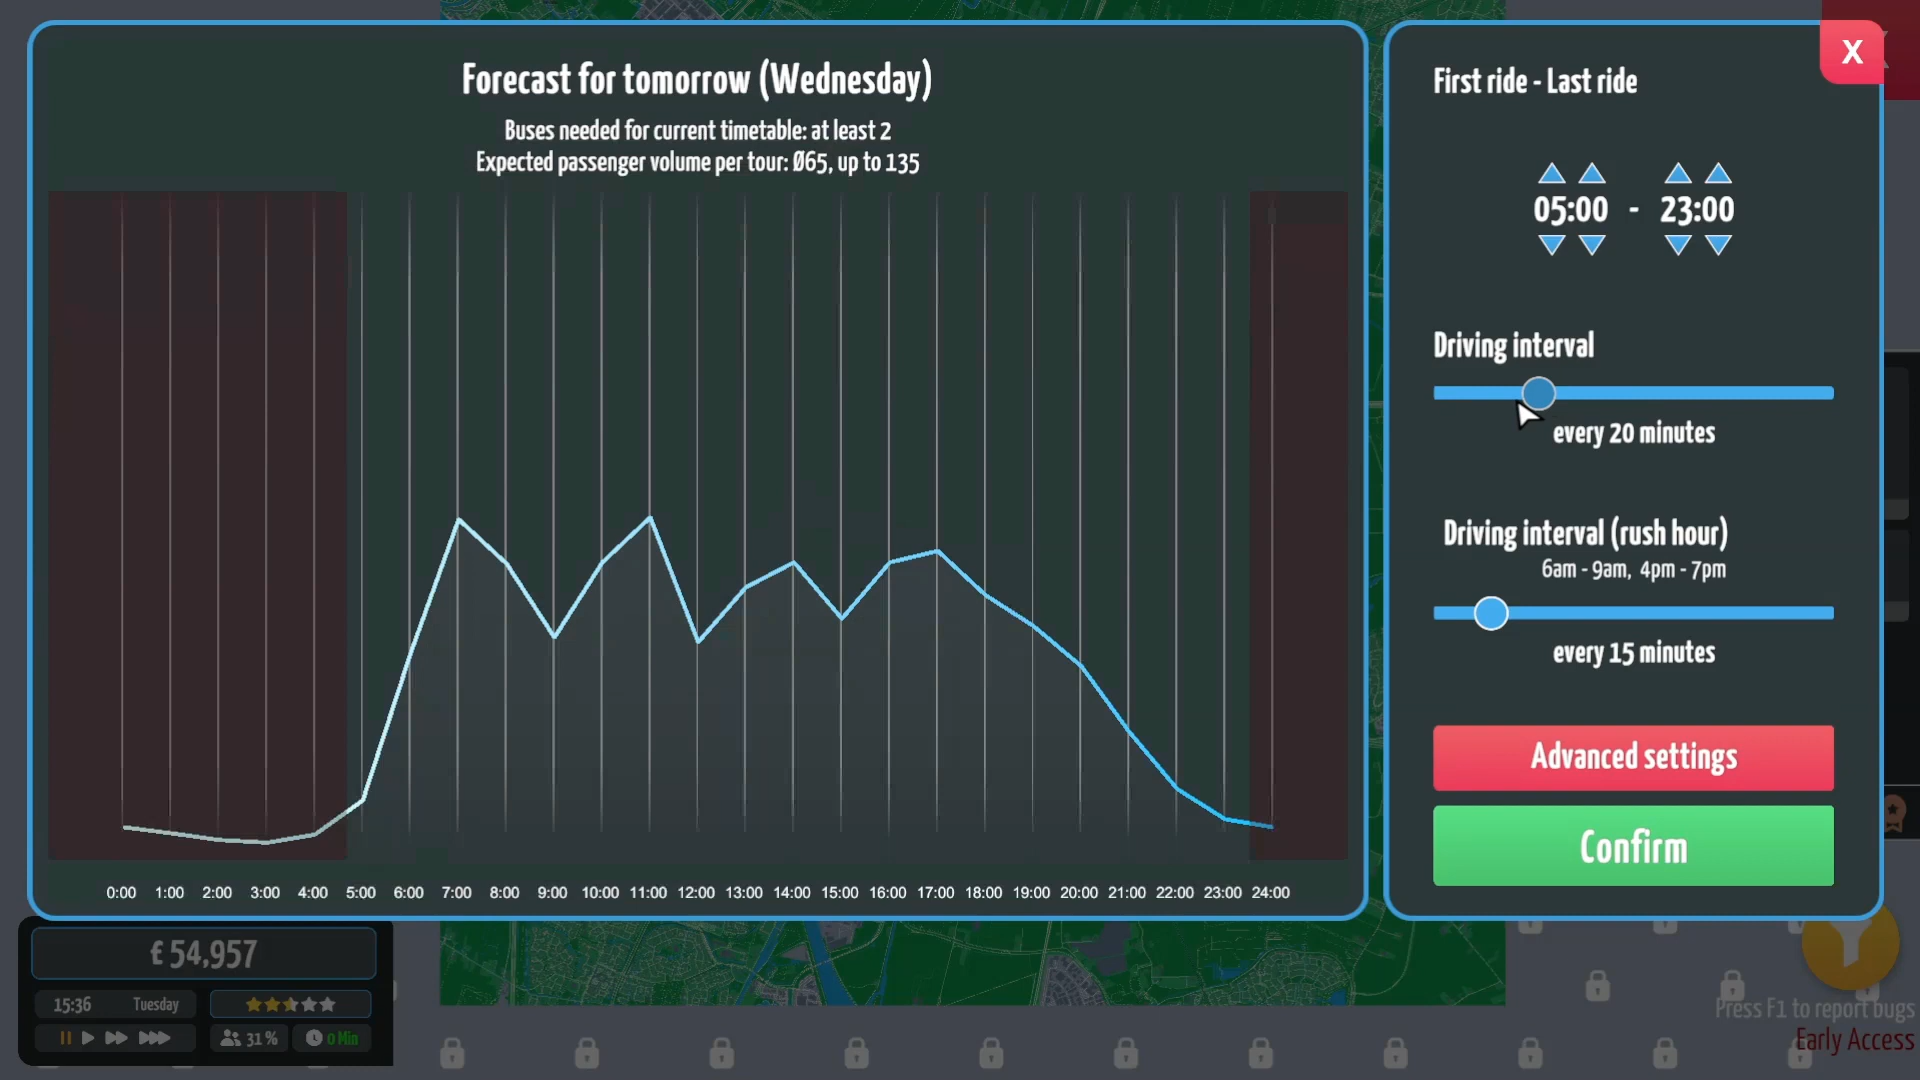 Forecast for tomorrow (Wednesday)
Buses needed for current timetable: at least 2
Expected passenger volume per tour: Ø65, up to 135
0:00 1:00 2:00 3:00 4:00 5:00 6:00 7:00 8:00 9:00 10:00 11:00 12:00 13:00 14:00 15:00 16:00 17:00 18:00 19:00 20:00 21:00 22:00 23:00 24:00
X
First ride - Last ride
05:00 - 23:00
Driving interval
every 20 minutes
Driving interval (rush hour)
6am - 9am, 4pm - 7pm
every 15 minutes
Advanced settings
Confirm
£ 54,957
15:36 Tuesday
31 % 0 Min
Press F1 to report bugs
Early Access